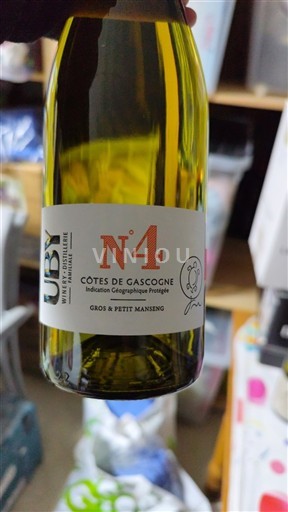 UBY
WINERY • DISTILLERIE
FAMILIALE
N°4
CÔTES DE GASCOGNE
Indication Géographique Protégée
GROS & PETIT MANSENG
VINIOU